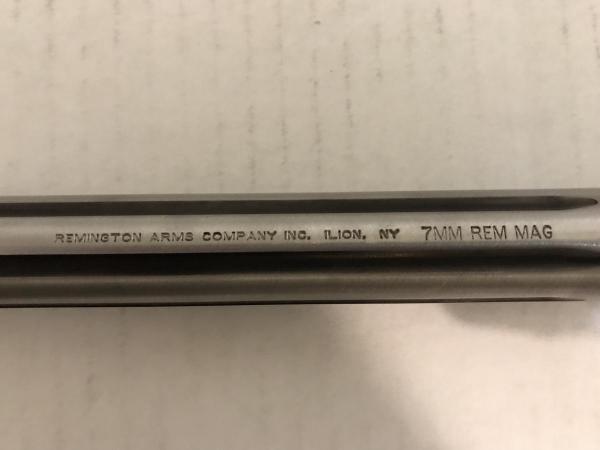 REMINGTON ARMS COMPANY INC. ILION, NY 7MM REM MAG